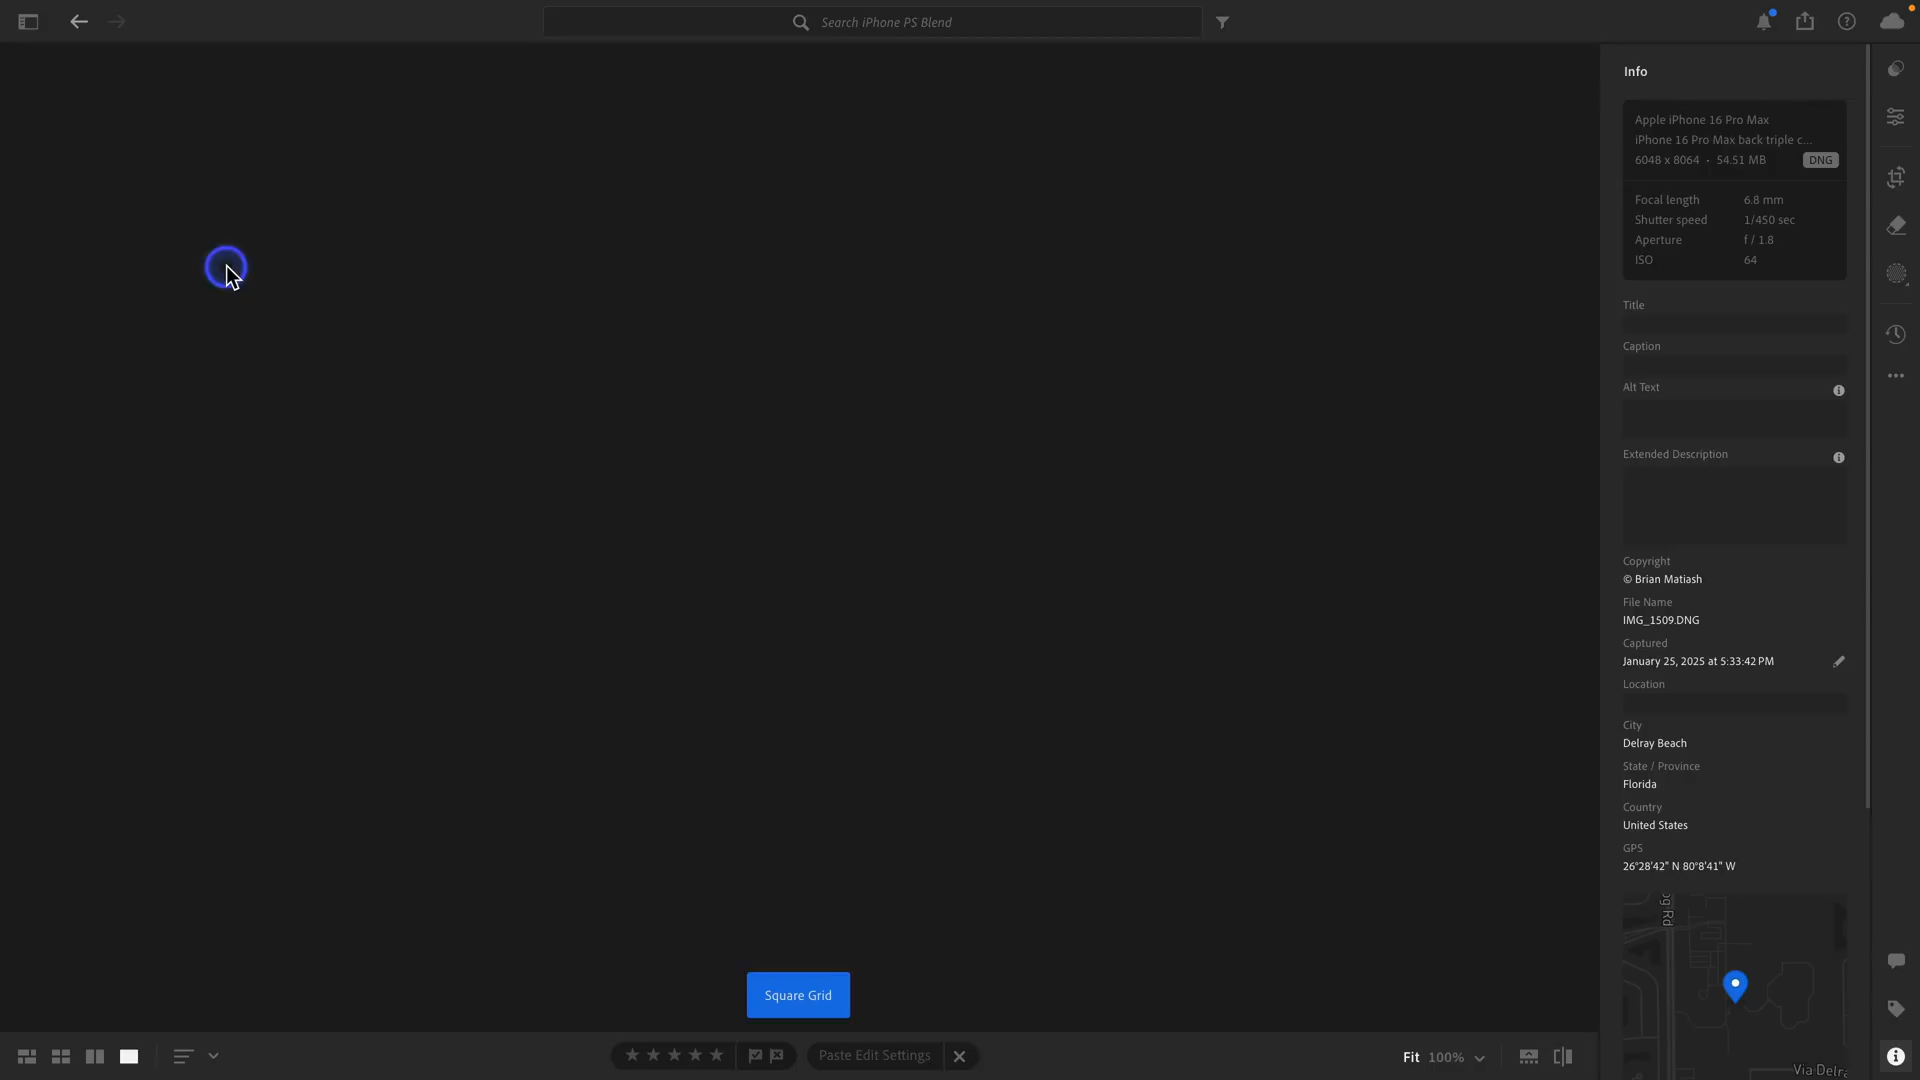 Search iPhone PS Blend
Info
Apple iPhone 16 Pro Max
iPhone 16 Pro Max back triple c...
6048 x 8064 - 54.51 MB DNG
Focal length 6.8 mm
Shutter speed 1/450 sec
Aperture f / 1.8
ISO 64
Title
Caption
Alt Text
Extended Description
Copyright
© Brian Matiash
File Name
IMG_1509.DNG
Captured
January 25, 2025 at 5:33:42 PM
Location
City
Delray Beach
State / Province
Florida
Country
United States
GPS
26°28'42" N 80°8'41" W
og Rd
Via Delra
Square Grid
Paste Edit Settings
Fit 100%